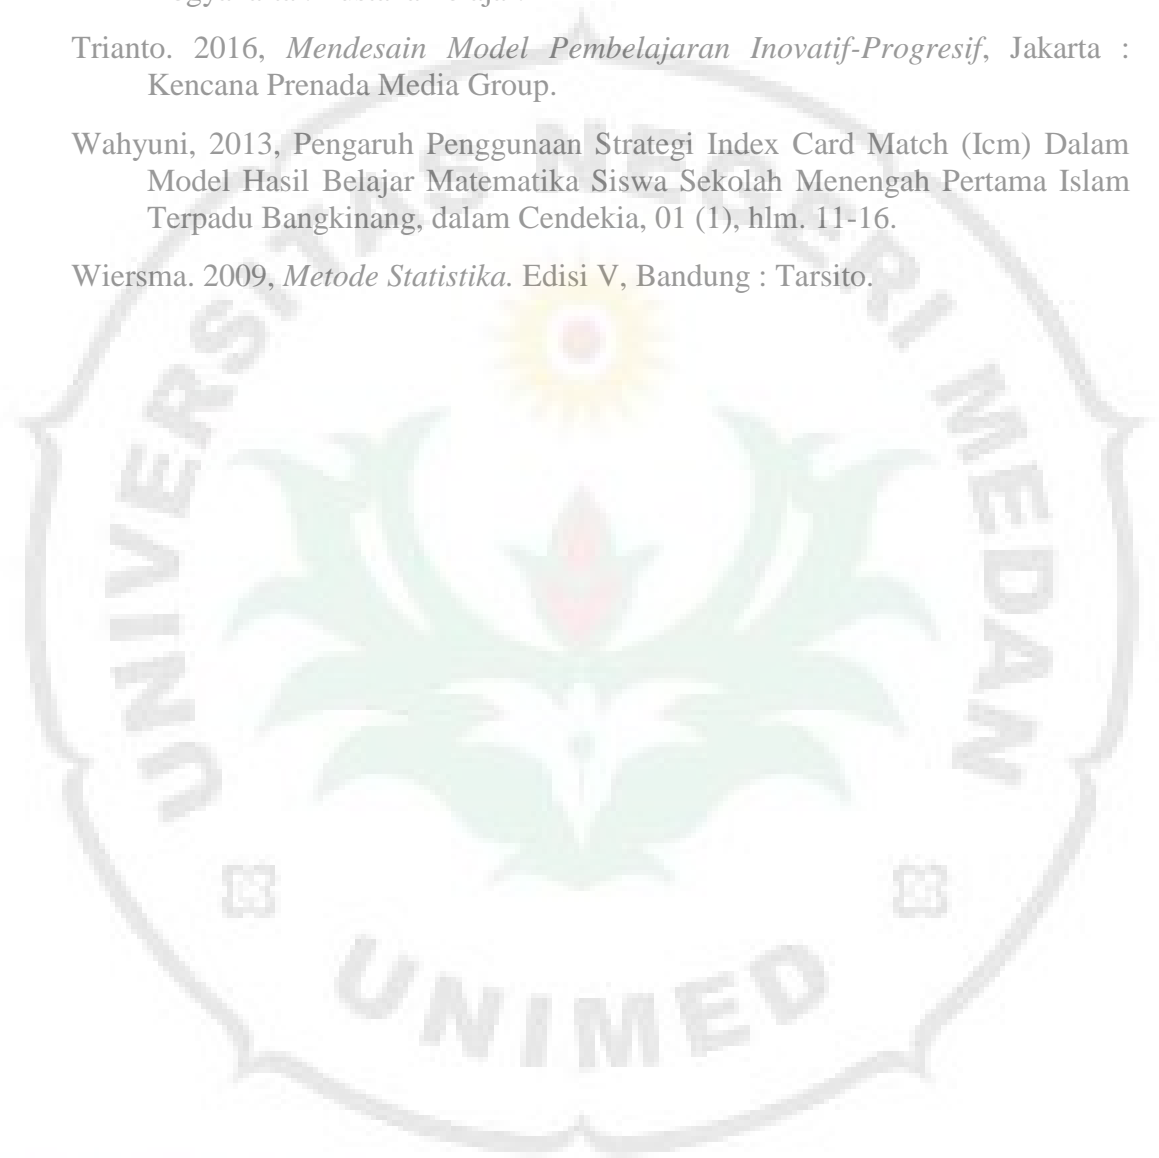 Trianto. 2016, Mendesain Model Pembelajaran Inovatif-Progresif, Jakarta :
Kencana Prenada Media Group.
Wahyuni, 2013, Pengaruh Penggunaan Strategi Index Card Match (Icm) Dalam
Model Hasil Belajar Matematika Siswa Sekolah Menengah Pertama Islam
Terpadu Bangkinang, dalam Cendekia, 01 (1), hlm. 11-16.
Wiersma. 2009, Metode Statistika. Edisi V, Bandung : Tarsito.
UNIVERSITAS NEGERI MEDAN
UNIMED